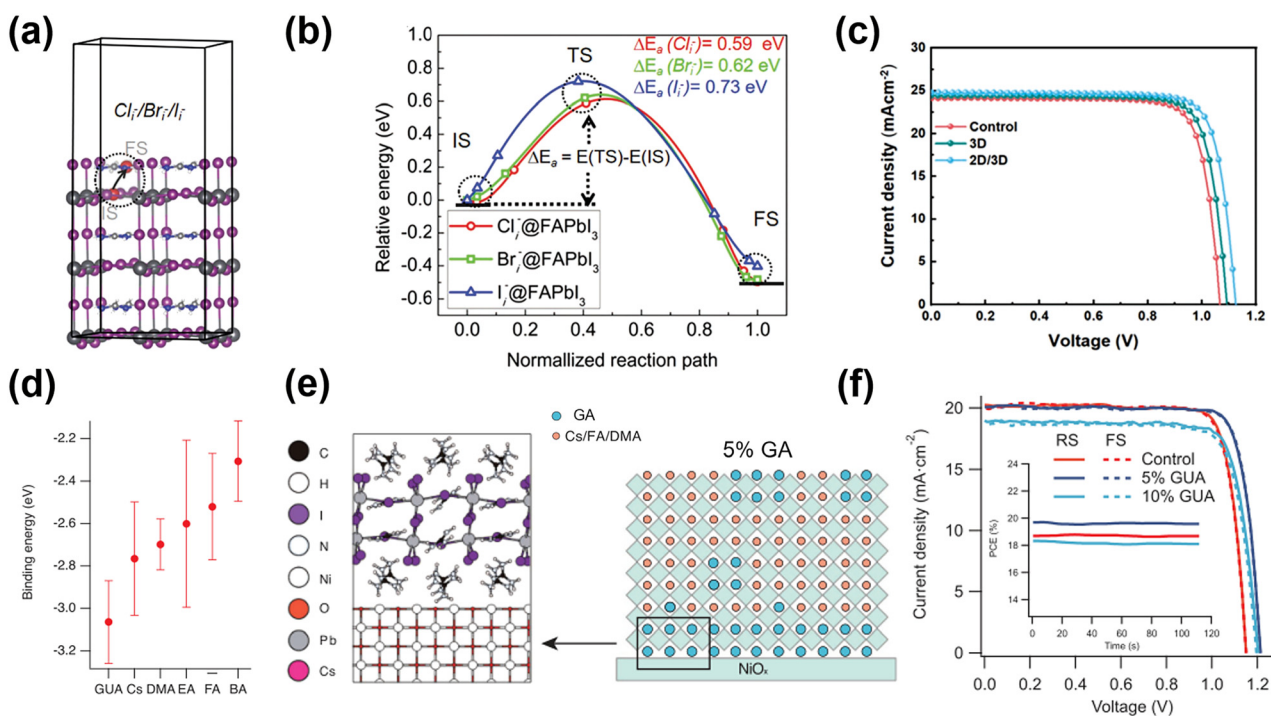 (a)
Cl⁻ᵢ/Br⁻ᵢ/I⁻ᵢ
FS
IS
(b)
Relative energy (eV)
1.0
0.8
0.6
0.4
0.2
0.0
-0.2
-0.4
-0.6
TS
ΔEₐ (Clᵢ⁻)= 0.59 eV
ΔEₐ (Brᵢ⁻)= 0.62 eV
ΔEₐ (Iᵢ⁻)= 0.73 eV
IS
ΔEₐ = E(TS)-E(IS)
FS
Clᵢ⁻@FAPbI₃
Brᵢ⁻@FAPbI₃
Iᵢ⁻@FAPbI₃
0.0 0.2 0.4 0.6 0.8 1.0
Normallized reaction path
(c)
Current density (mAcm⁻²)
30
25
20
15
10
5
0
Control
3D
2D/3D
0.0 0.2 0.4 0.6 0.8 1.0 1.2
Voltage (V)
(d)
Binding energy (eV)
-2.2
-2.4
-2.6
-2.8
-3.0
-3.2
GUA Cs DMA EA FA BA
(e)
C
H
I
N
Ni
O
Pb
Cs
GA
Cs/FA/DMA
5% GA
NiOₓ
(f)
Current density (mA·cm⁻²)
20
15
10
5
0
RS FS
Control
5% GUA
10% GUA
PCE (%)
24
22
20
18
16
14
0 20 40 60 80 100 120
Time (s)
0.0 0.2 0.4 0.6 0.8 1.0 1.2
Voltage (V)